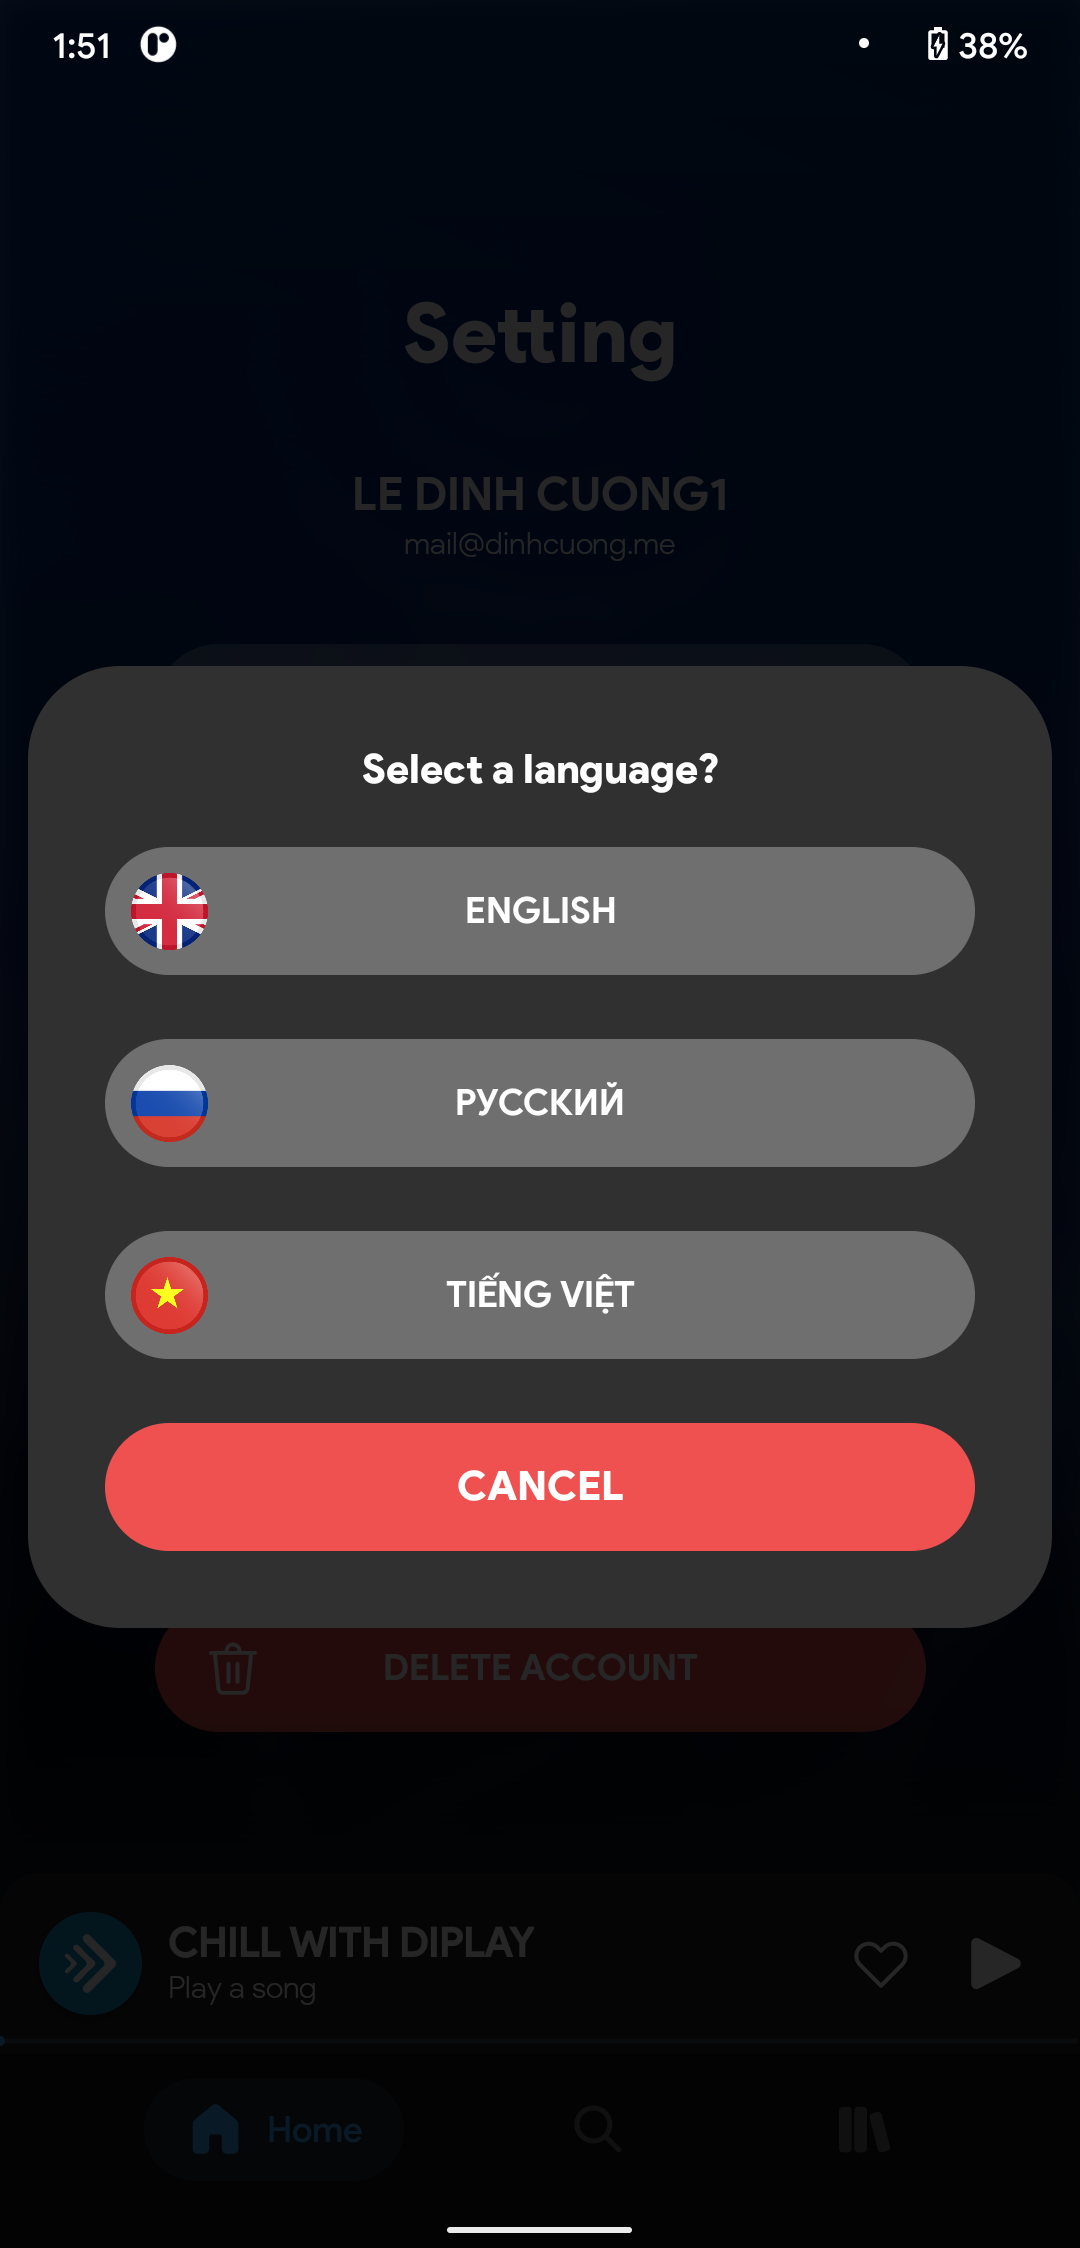 1:51
38%
Setting
LE DINH CUONG1
mail@dinhcuong.me
Select a language?
ENGLISH
РУССКИЙ
TIẾNG VIỆT
CANCEL
DELETE ACCOUNT
CHILL WITH DIPLAY
Play a song
Home